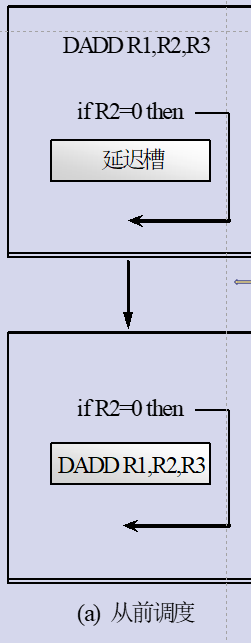 DADD R1,R2,R3
if R2=0 then
延迟槽
if R2=0 then
DADD R1,R2,R3
(a) 从前调度